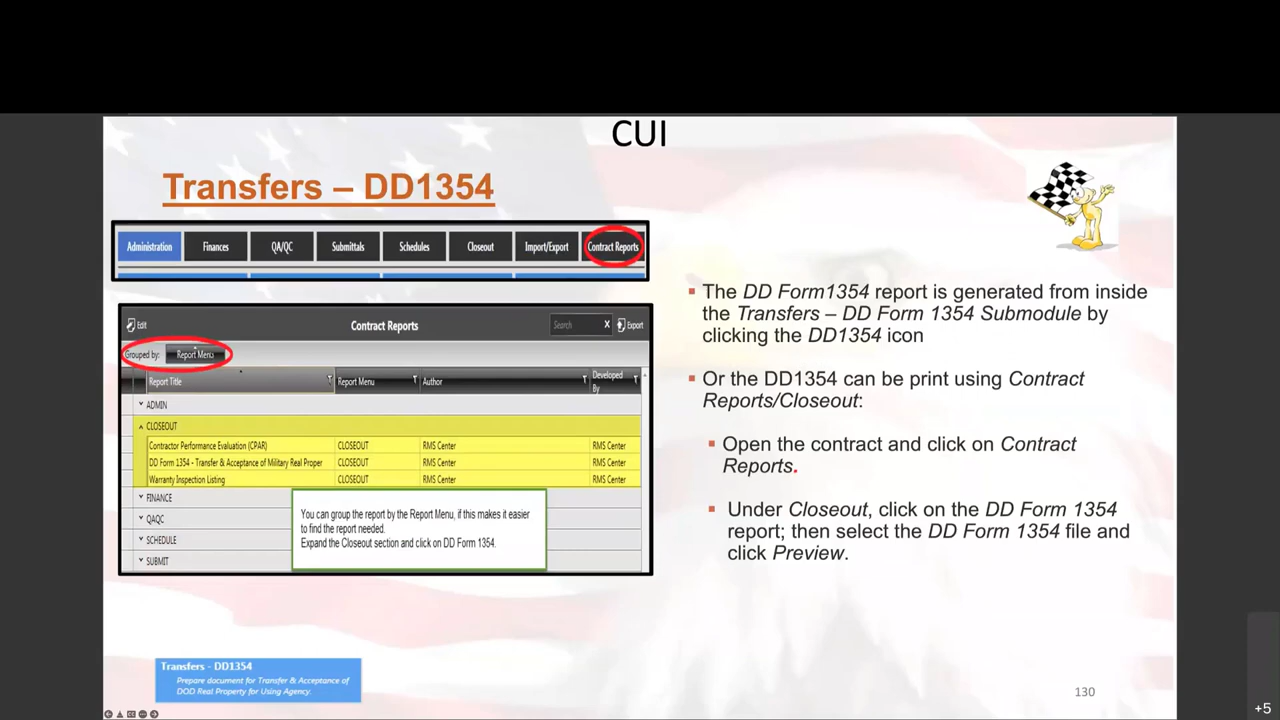 CUI
Transfers – DD1354
Administration Finances QA/QC Submittals Schedules Closeout Import/Export Contract Reports
Edit Contract Reports Search X Export
Grouped by: Report Menu
Report Title Report Menu Author Developed
By
ADMIN
CLOSEOUT
Contractor Performance Evaluation (CPAR) CLOSEOUT RMS Center RMS Center
DD Form 1354 - Transfer & Acceptance of Military Real Proper CLOSEOUT RMS Center RMS Center
Warranty Inspection Listing CLOSEOUT RMS Center RMS Center
FINANCE
QAQC
SCHEDULE
SUBMIT
You can group the report by the Report Menu, if this makes it easier
to find the report needed.
Expand the Closeout section and click on DD Form 1354.
▪ The DD Form1354 report is generated from inside
the Transfers – DD Form 1354 Submodule by
clicking the DD1354 icon
▪ Or the DD1354 can be print using Contract
Reports/Closeout:
▪ Open the contract and click on Contract
Reports.
▪ Under Closeout, click on the DD Form 1354
report; then select the DD Form 1354 file and
click Preview.
Transfers - DD1354
Prepare document for Transfer & Acceptance of
DOD Real Property for Using Agency.
130
+5